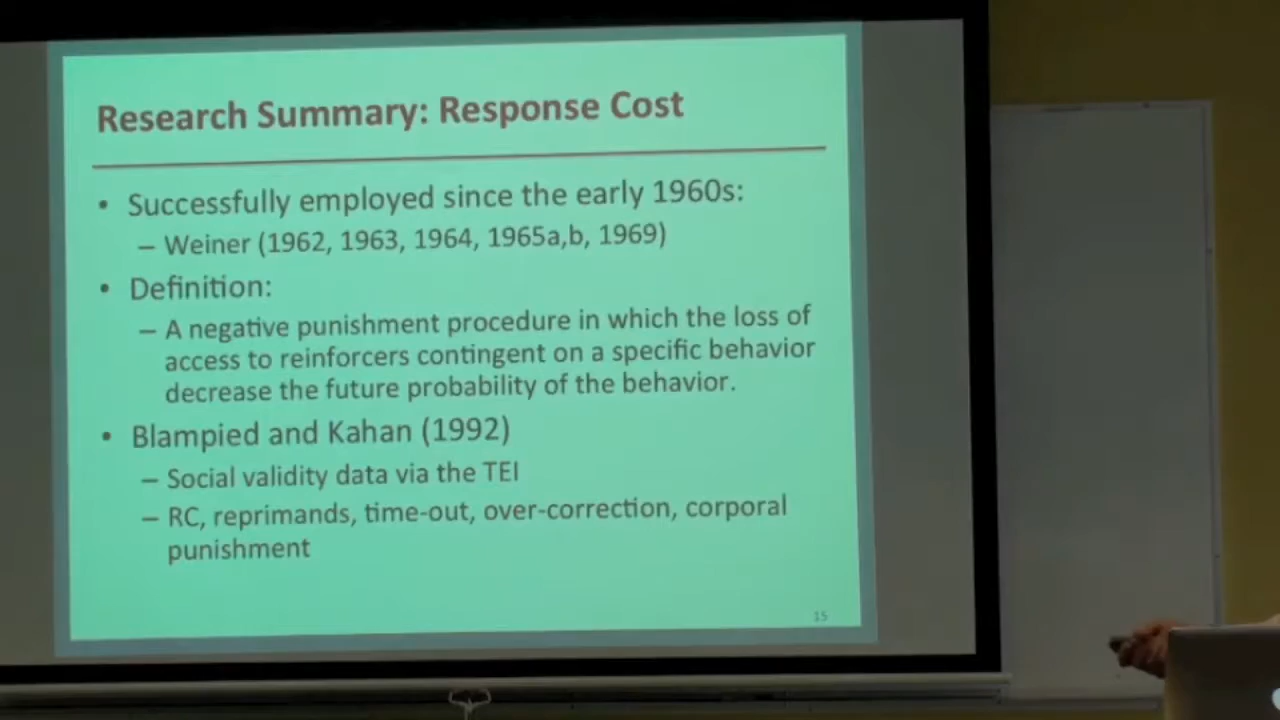 Research Summary: Response Cost
• Successfully employed since the early 1960s:
– Weiner (1962, 1963, 1964, 1965a,b, 1969)
• Definition:
– A negative punishment procedure in which the loss of
access to reinforcers contingent on a specific behavior
decrease the future probability of the behavior.
• Blampied and Kahan (1992)
– Social validity data via the TEI
– RC, reprimands, time-out, over-correction, corporal
punishment
15